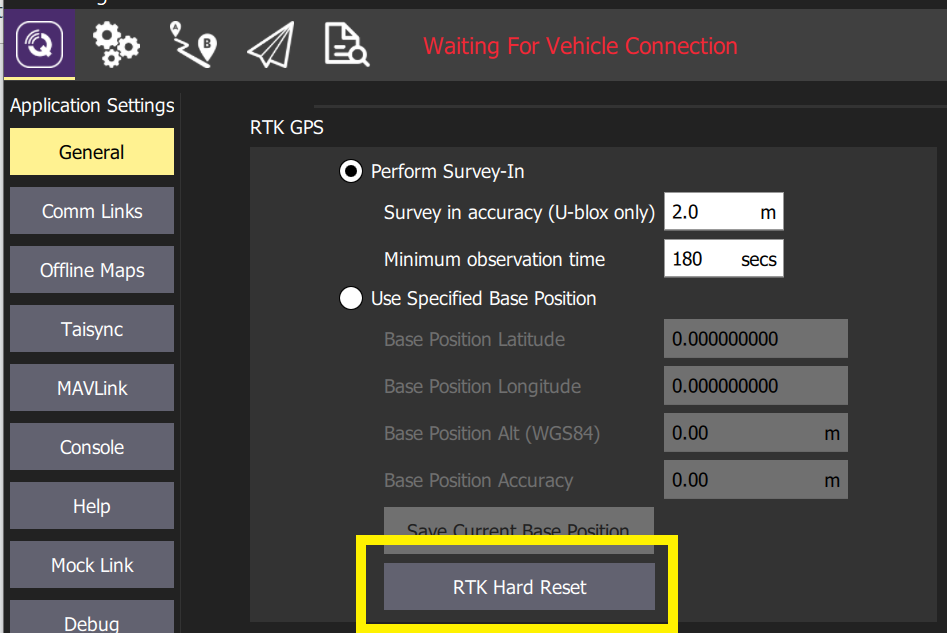 A
B
Waiting For Vehicle Connection
Application Settings
General
Comm Links
Offline Maps
Taisync
MAVLink
Console
Help
Mock Link
Debug
RTK GPS
Perform Survey-In
Survey in accuracy (U-blox only) 2.0 m
Minimum observation time 180 secs
Use Specified Base Position
Base Position Latitude 0.000000000
Base Position Longitude 0.000000000
Base Position Alt (WGS84) 0.00 m
Base Position Accuracy 0.00 m
Save Current Base Position
RTK Hard Reset